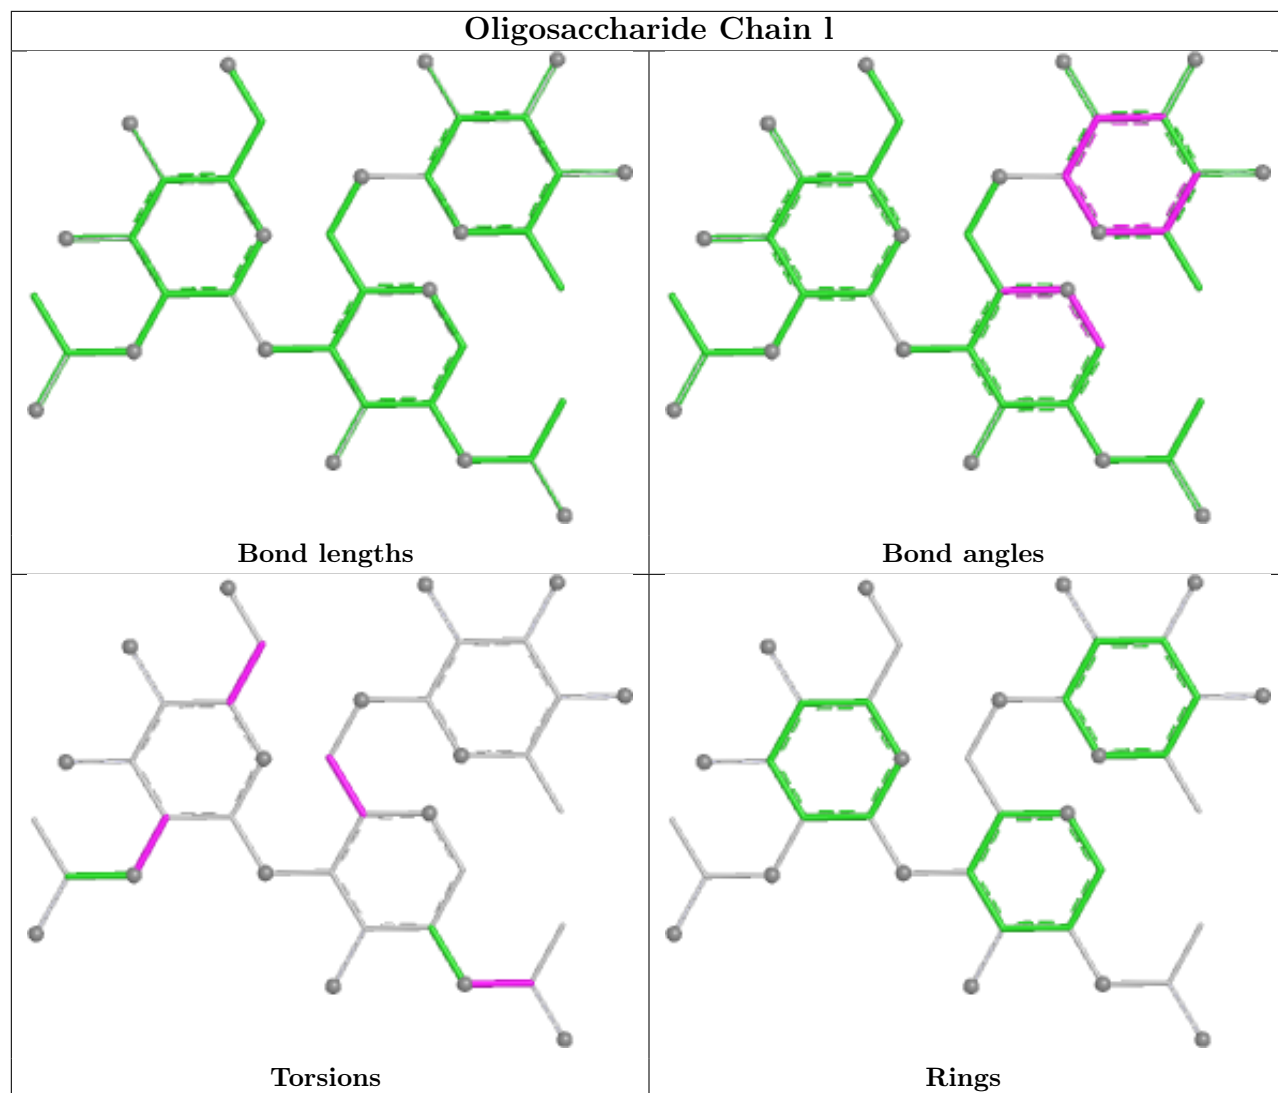 Oligosaccharide Chain l
Bond lengths
Bond angles
Torsions
Rings